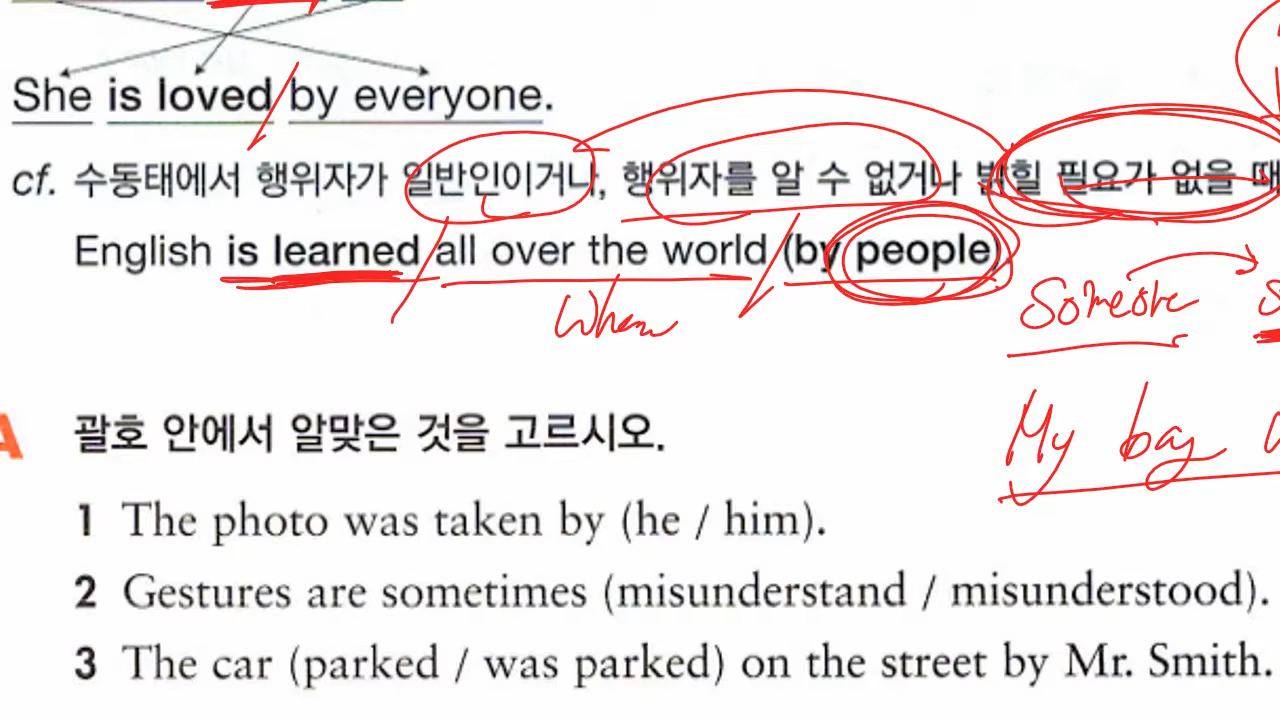 She is loved by everyone.
cf. 수동태에서 행위자가 일반인이거나, 행위자를 알 수 없거나 밝힐 필요가 없을 때
English is learned all over the world (by people)
Someone
My bag
A 괄호 안에서 알맞은 것을 고르시오.
1 The photo was taken by (he / him).
2 Gestures are sometimes (misunderstand / misunderstood).
3 The car (parked / was parked) on the street by Mr. Smith.